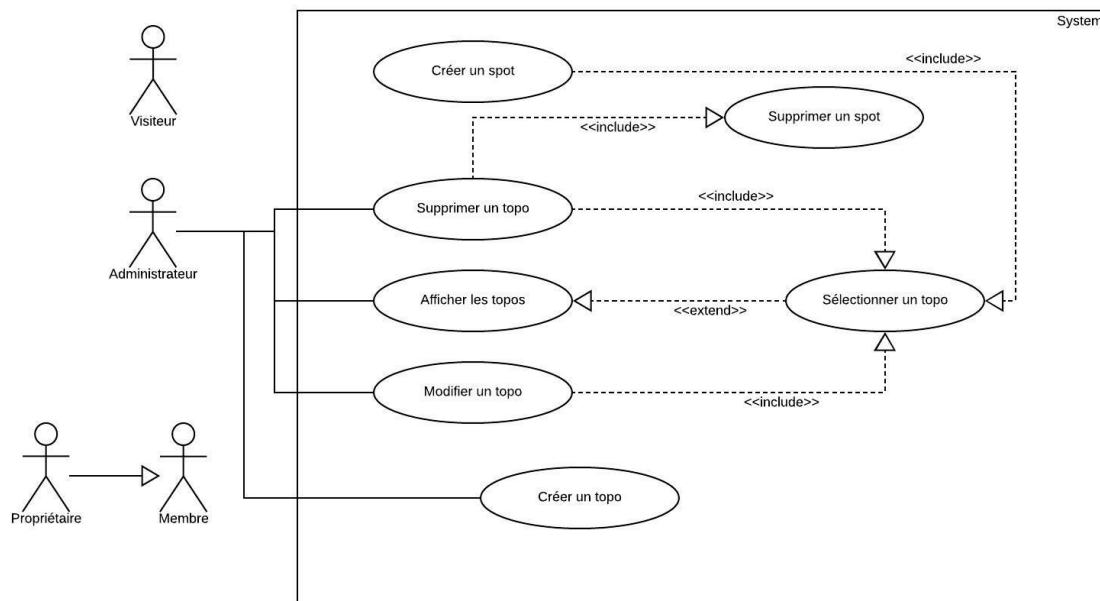 System
Créer un spot
<<include>>
Visiteur
Supprimer un spot
<<include>>
Supprimer un topo
<<include>>
Administrateur
Afficher les topos
Sélectionner un topo
<<extend>>
Modifier un topo
<<include>>
Propriétaire
Membre
Créer un topo